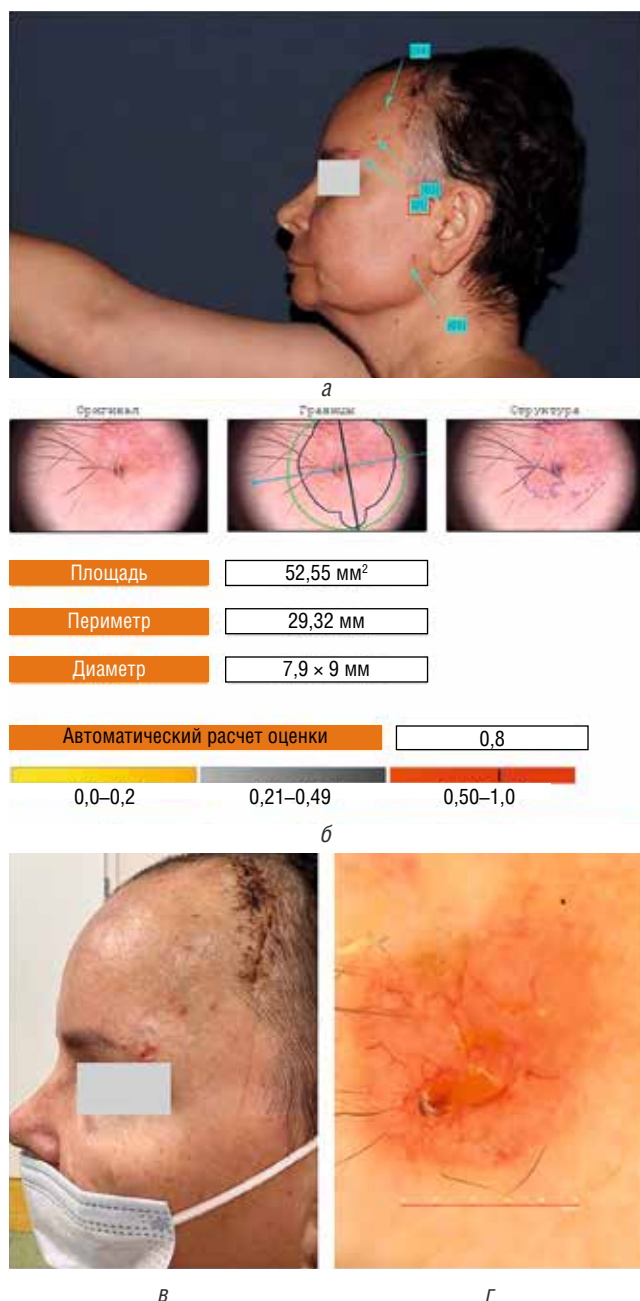 а
Оригинал Границы Структура
Площадь 52,55 мм²
Периметр 29,32 мм
Диаметр 7,9 × 9 мм
Автоматический расчет оценки 0,8
0,0–0,2 0,21–0,49 0,50–1,0
б
в г